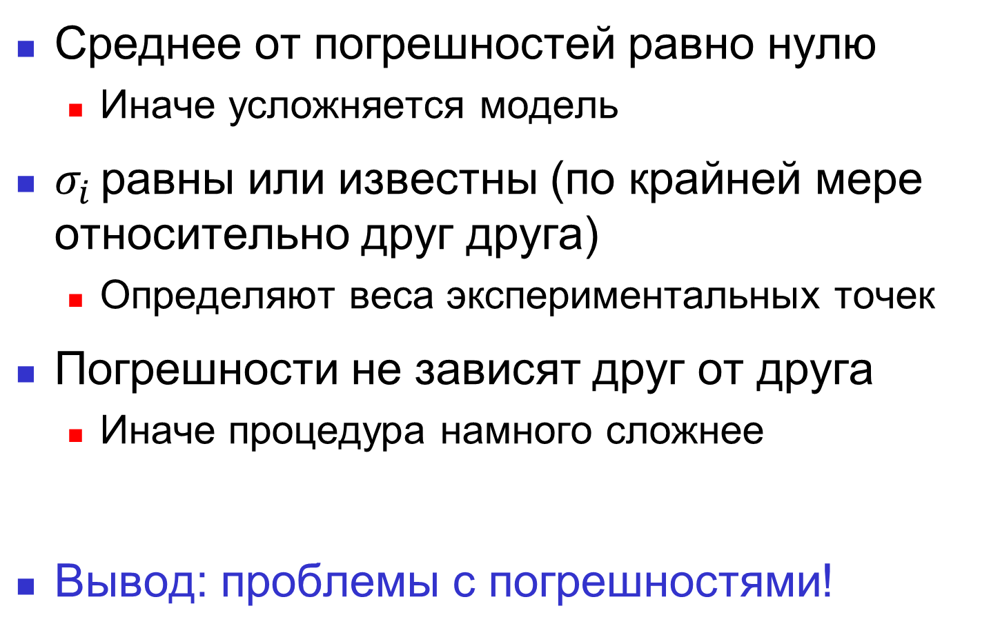 Среднее от погрешностей равно нулю
Иначе усложняется модель
σᵢ равны или известны (по крайней мере
относительно друг друга)
Определяют веса экспериментальных точек
Погрешности не зависят друг от друга
Иначе процедура намного сложнее
Вывод: проблемы с погрешностями!